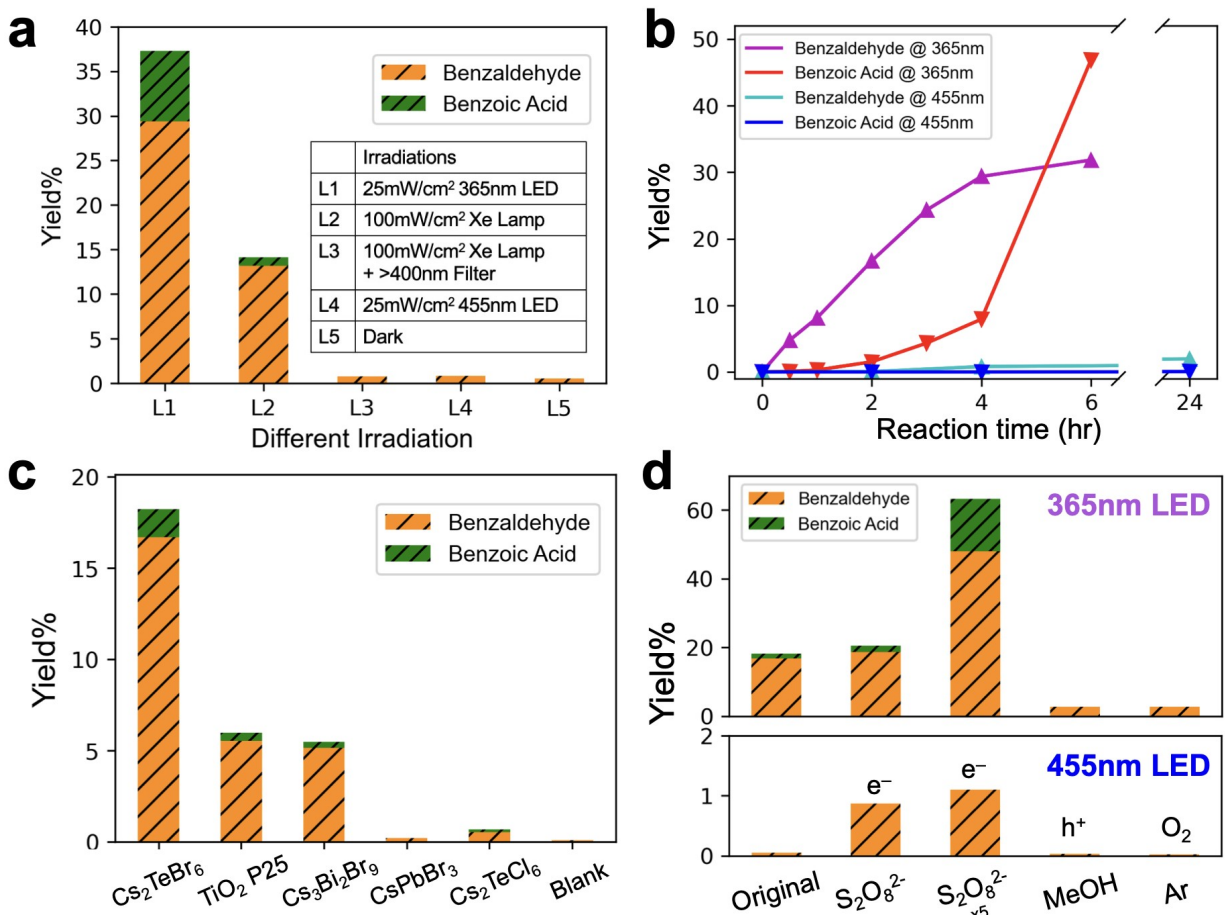 a
40
35
30
25
20
15
10
5
0
Yield%
Benzaldehyde
Benzoic Acid
Irradiations
L1 25mW/cm² 365nm LED
L2 100mW/cm² Xe Lamp
L3 100mW/cm² Xe Lamp
+ >400nm Filter
L4 25mW/cm² 455nm LED
L5 Dark
L1 L2 L3 L4 L5
Different Irradiation
b
50
40
30
20
10
0
Yield%
Benzaldehyde @ 365nm
Benzoic Acid @ 365nm
Benzaldehyde @ 455nm
Benzoic Acid @ 455nm
0 2 4 6 24
Reaction time (hr)
c
20
15
10
5
0
Yield%
Benzaldehyde
Benzoic Acid
Cs₂TeBr₆ TiO₂ P25 Cs₃Bi₂Br₉ CsPbBr₃ Cs₂TeCl₆ Blank
d
60
40
20
0
Yield%
Benzaldehyde
Benzoic Acid
365nm LED
2
1
0
455nm LED
e⁻ e⁻ h⁺ O₂
Original S₂O₈²⁻ S₂O₈²⁻ MeOH Ar
x5